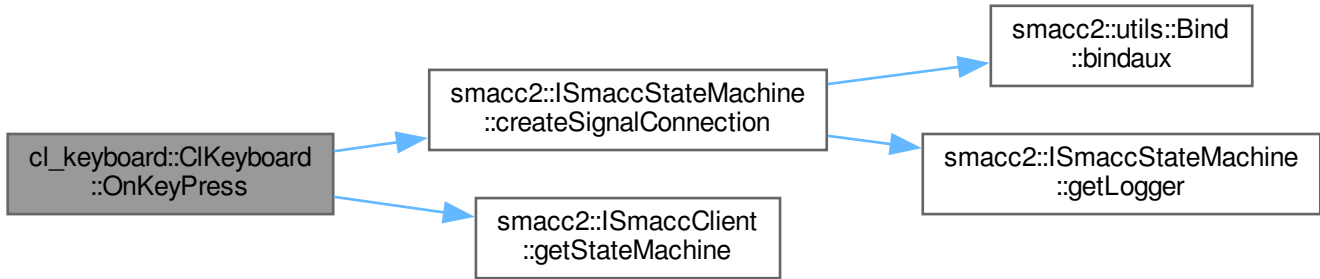 cl_keyboard::ClKeyboard
::OnKeyPress
smacc2::ISmaccStateMachine
::createSignalConnection
smacc2::utils::Bind
::bindaux
smacc2::ISmaccStateMachine
::getLogger
smacc2::ISmaccClient
::getStateMachine